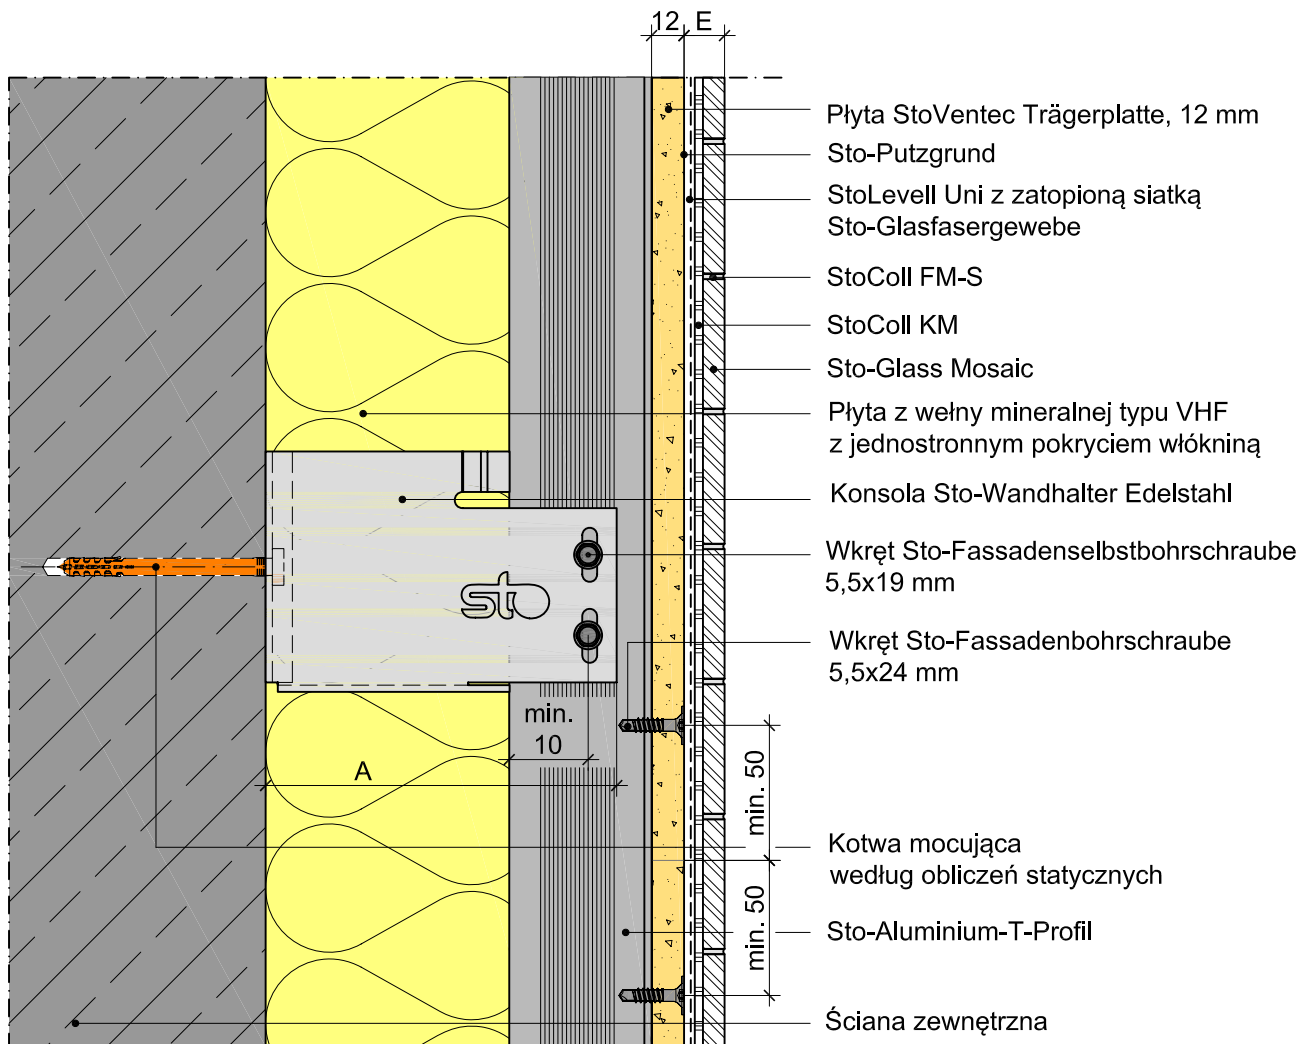 12 E
Płyta StoVentec Trägerplatte, 12 mm
Sto-Putzgrund
StoLevell Uni z zatopioną siatką
Sto-Glasfasergewebe
StoColl FM-S
StoColl KM
Sto-Glass Mosaic
Płyta z wełny mineralnej typu VHF
z jednostronnym pokryciem włókniną
Konsola Sto-Wandhalter Edelstahl
Wkręt Sto-Fassadenselbstbohrschraube
5,5x19 mm
sto
Wkręt Sto-Fassadenbohrschraube
5,5x24 mm
min.
10
A
min. 50
Kotwa mocująca
według obliczeń statycznych
min. 50
Sto-Aluminium-T-Profil
Ściana zewnętrzna